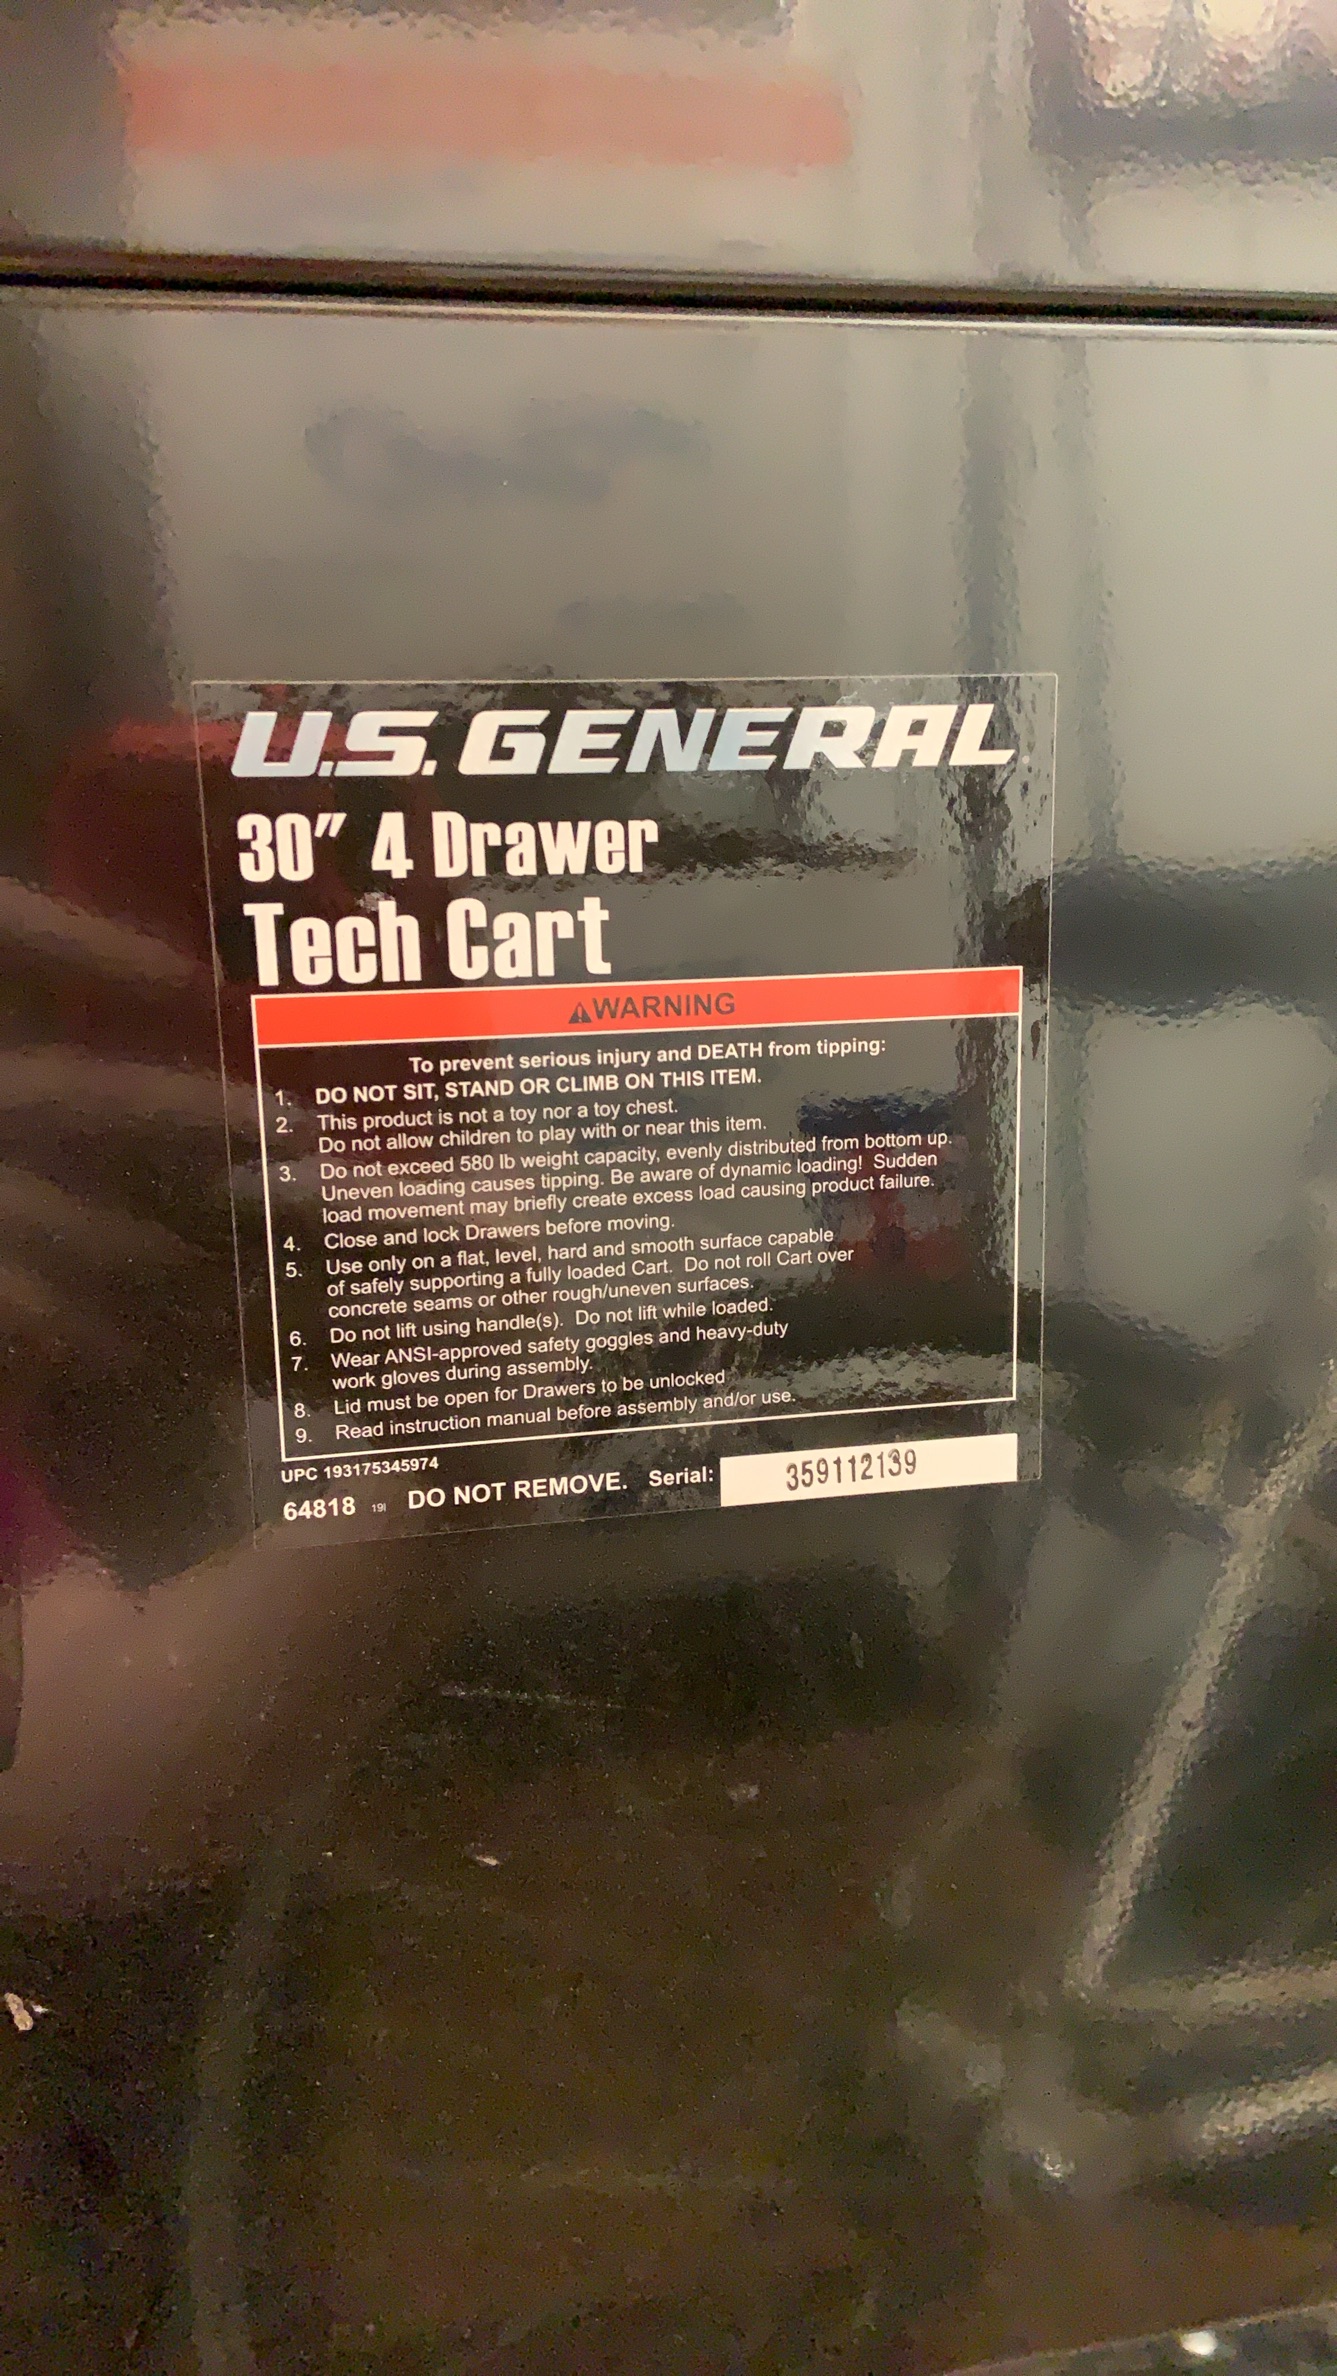 U.S. GENERAL
30" 4 Drawer
Tech Cart
⚠WARNING
To prevent serious injury and DEATH from tipping:
1. DO NOT SIT, STAND OR CLIMB ON THIS ITEM.
2. This product is not a toy nor a toy chest.
Do not allow children to play with or near this item.
3. Do not exceed 580 lb weight capacity, evenly distributed from bottom up.
Uneven loading causes tipping. Be aware of dynamic loading! Sudden
load movement may briefly create excess load causing product failure.
4. Close and lock Drawers before moving.
5. Use only on a flat, level, hard and smooth surface capable
of safely supporting a fully loaded Cart. Do not roll Cart over
concrete seams or other rough/uneven surfaces.
6. Do not lift using handle(s). Do not lift while loaded.
7. Wear ANSI-approved safety goggles and heavy-duty
work gloves during assembly.
8. Lid must be open for Drawers to be unlocked
9. Read instruction manual before assembly and/or use.
UPC 193175345974
64818 19l DO NOT REMOVE. Serial: 359112139